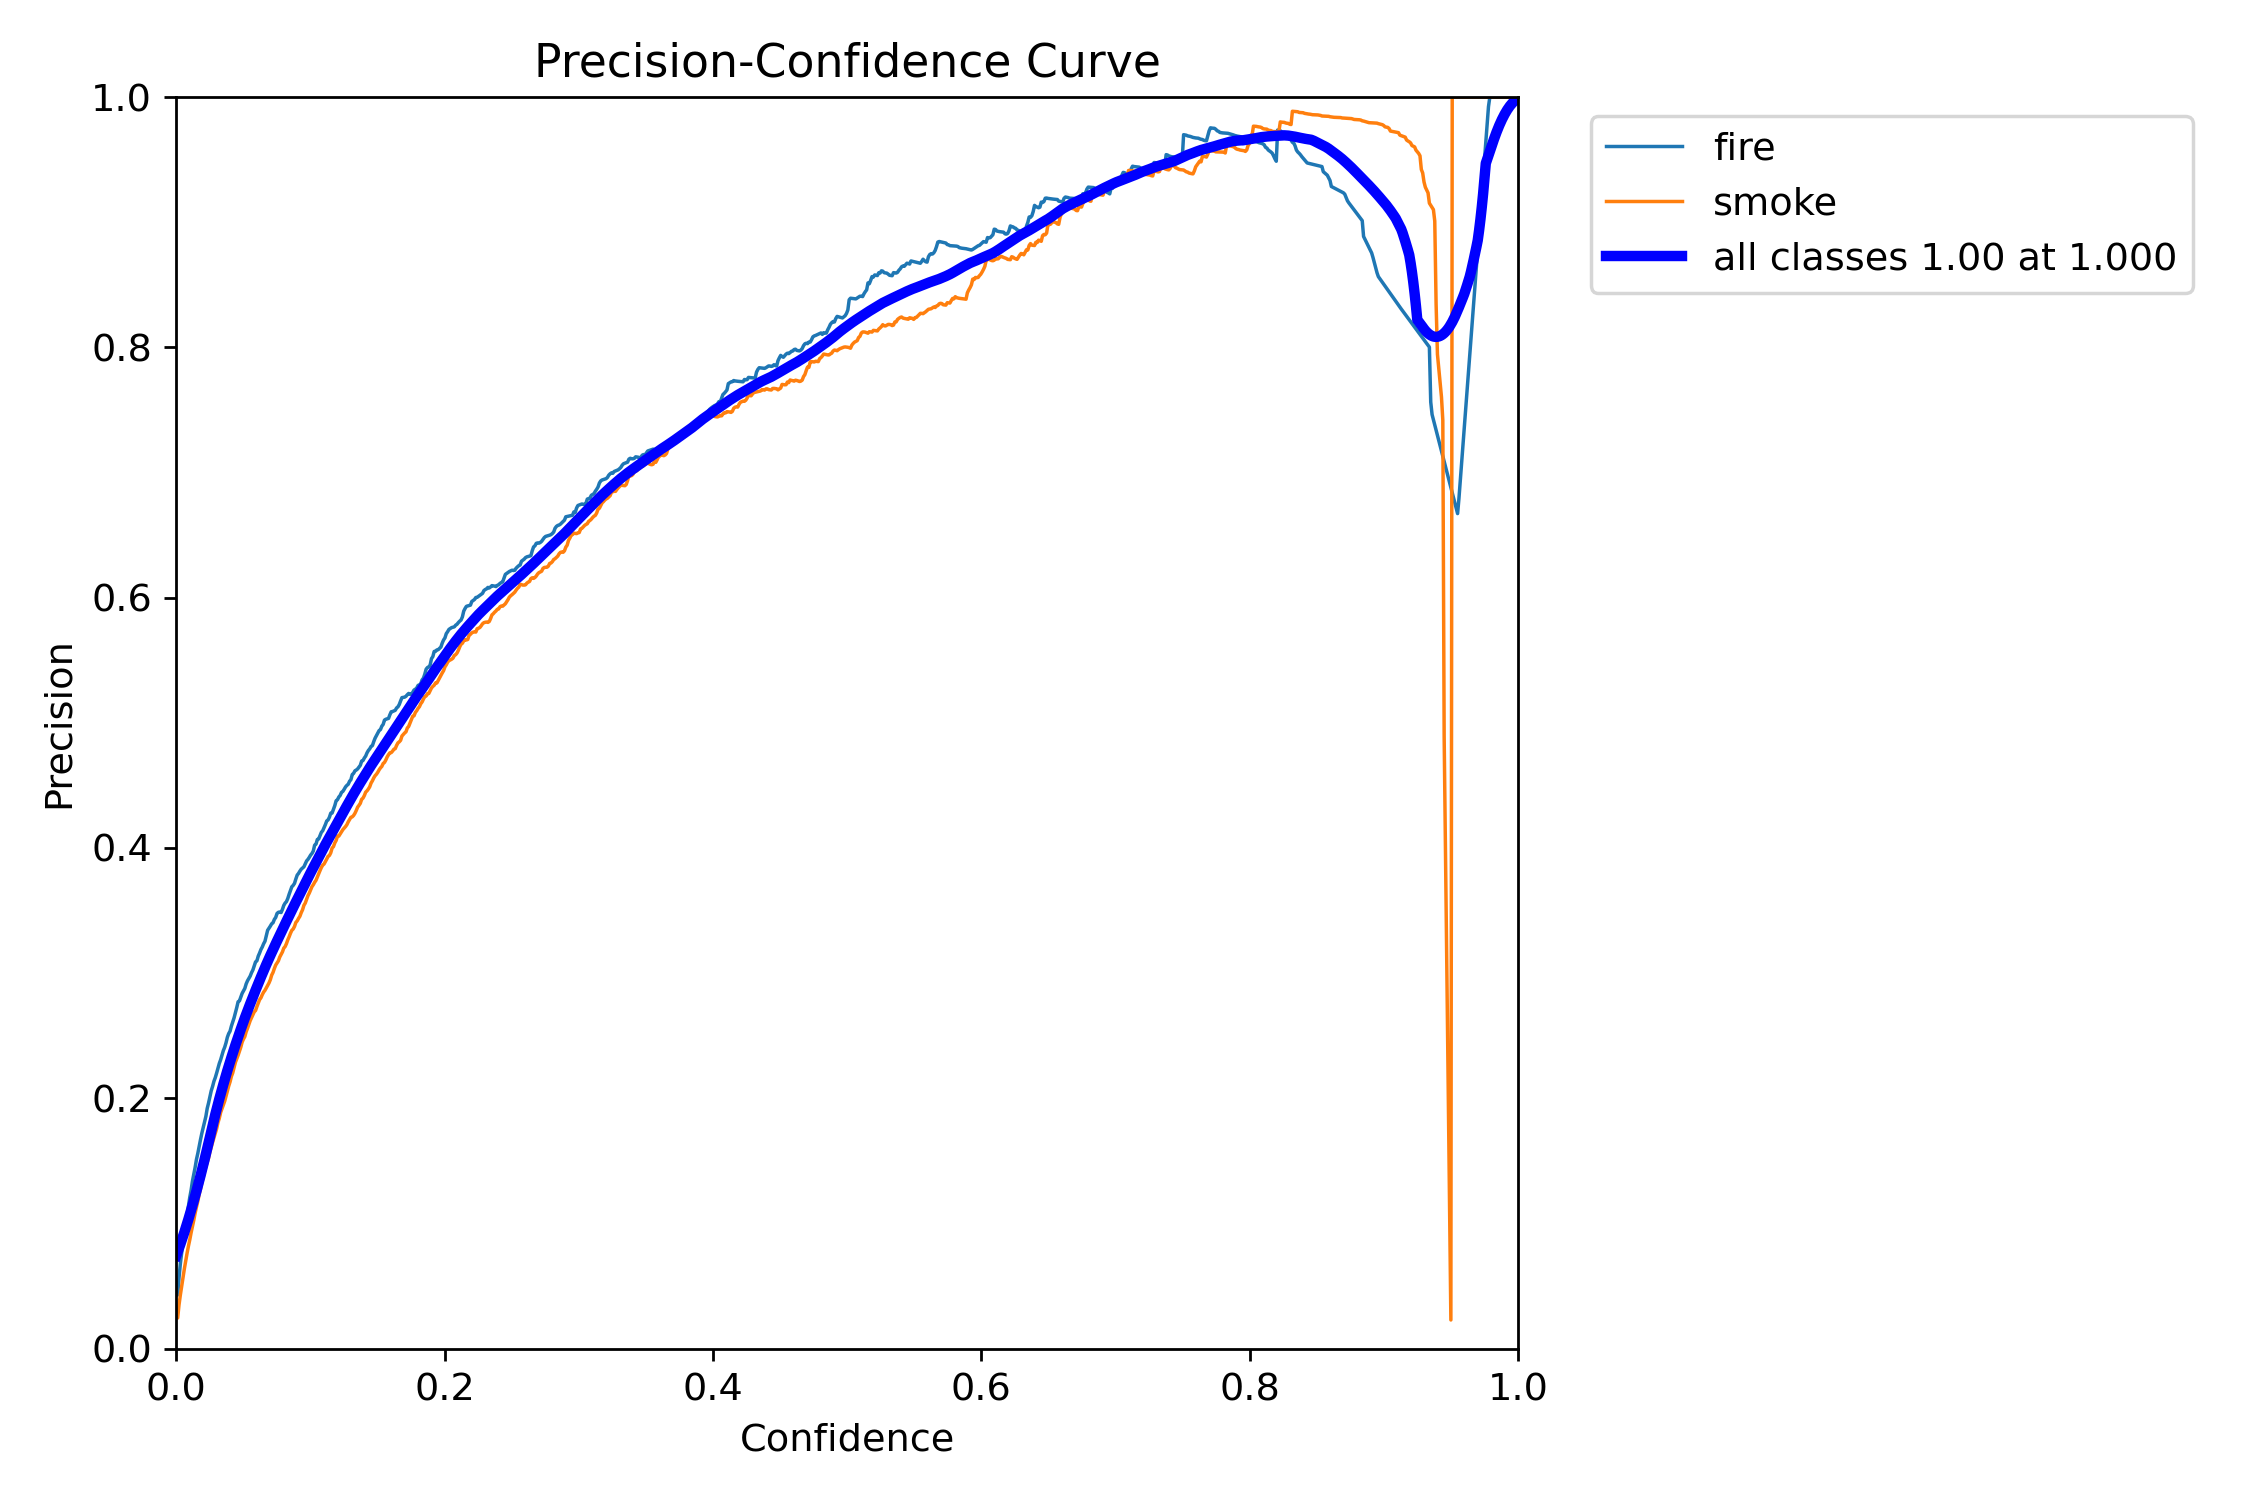 Precision-Confidence Curve
1.0
0.8
0.6
0.4
0.2
0.0
Precision
0.0 0.2 0.4 0.6 0.8 1.0
Confidence
fire
smoke
all classes 1.00 at 1.000